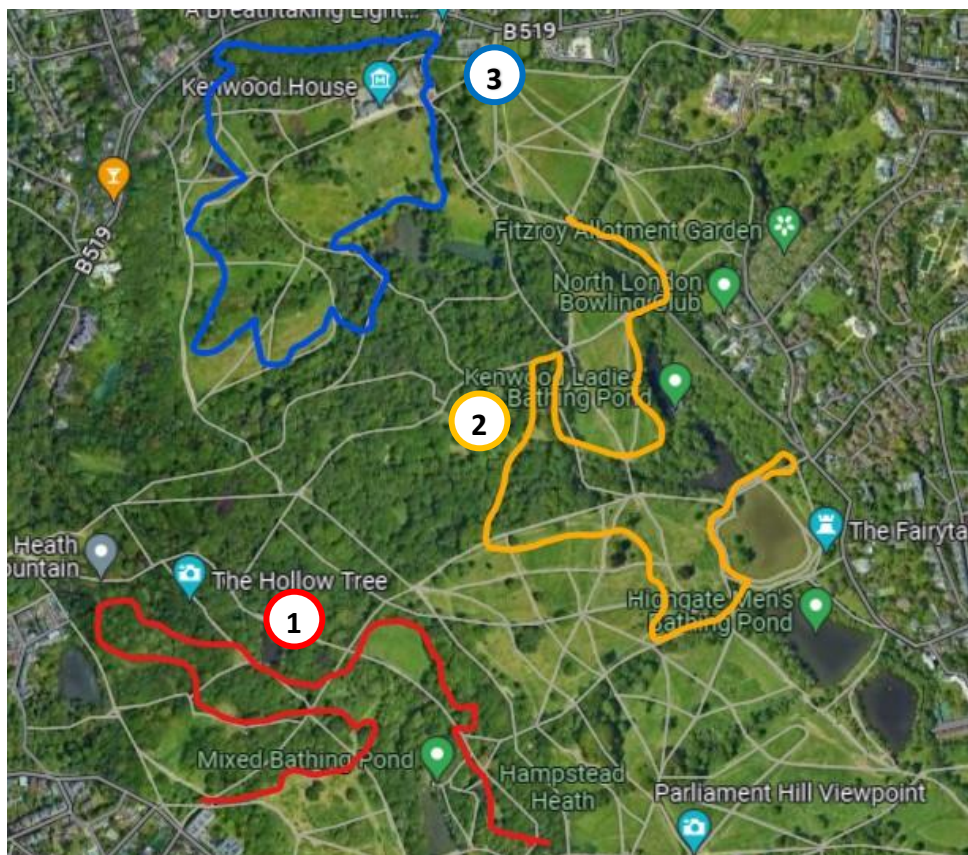 A Breathtaking Light...
B519
3
Kenwood House
B519
Fitzroy Allotment Garden
North London
Bowling Club
Kenwood Ladies
Bathing Pond
2
The Fairyta
Heath
ountain
The Hollow Tree
1
Highgate Men's
Bathing Pond
Mixed Bathing Pond
Hampstead
Heath
Parliament Hill Viewpoint